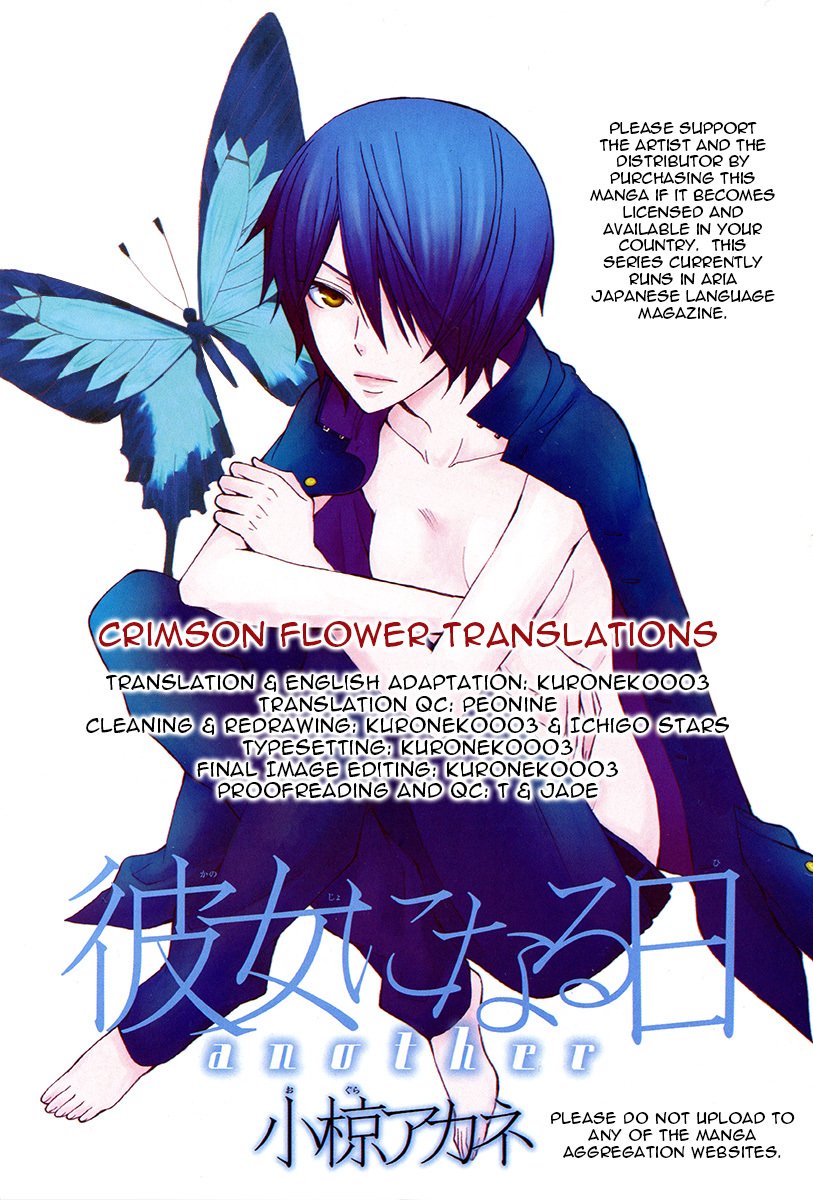 PLEASE SUPPORT
THE ARTIST AND THE
DISTRIBUTOR BY
PURCHASING THIS
MANGA IF IT BECOMES
LICENSED AND
AVAILABLE IN YOUR
COUNTRY. THIS
SERIES CURRENTLY
RUNS IN ARIA
JAPANESE LANGUAGE
MAGAZINE.
CRIMSON FLOWER TRANSLATIONS
TRANSLATION & ENGLISH ADAPTATION: KURONEKO003
TRANSLATION QC: PEONINE
CLEANING & REDRAWING: KURONEKO003 & ICHIGO STARS
TYPESETTING: KURONEKO003
FINAL IMAGE EDITING: KURONEKO003
PROOFREADING AND QC: T & JADE
かの じょ ひ
彼女になる日
another
お ぐら
小椋アカネ
PLEASE DO NOT UPLOAD TO
ANY OF THE MANGA
AGGREGATION WEBSITES.